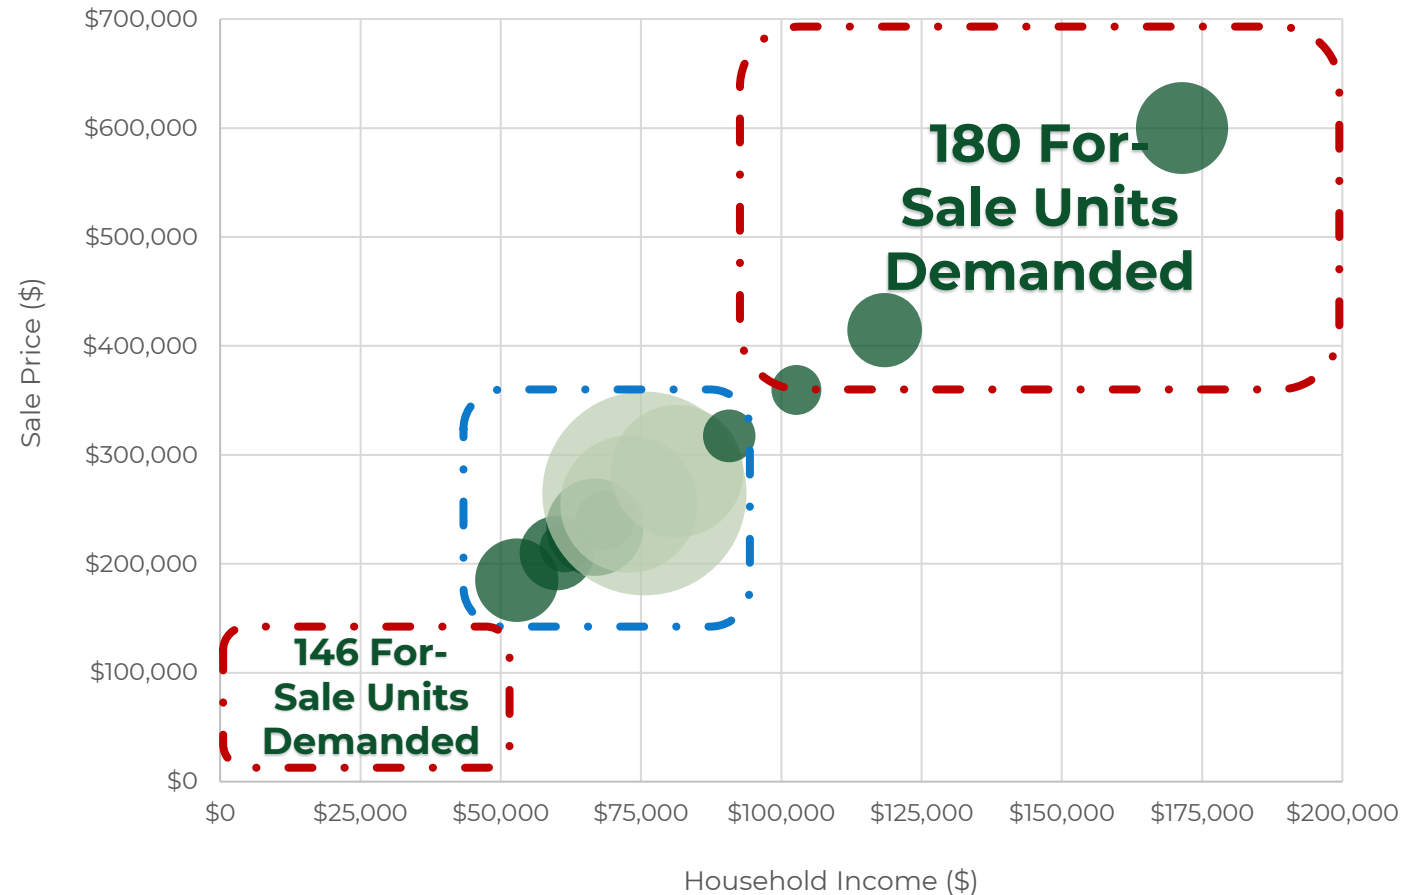 $700,000
$600,000
$500,000
$400,000
$300,000
$200,000
$100,000
$0
Sale Price ($)
180 For-
Sale Units
Demanded
146 For-
Sale Units
Demanded
$0 $25,000 $50,000 $75,000 $100,000 $125,000 $150,000 $175,000 $200,000
Household Income ($)